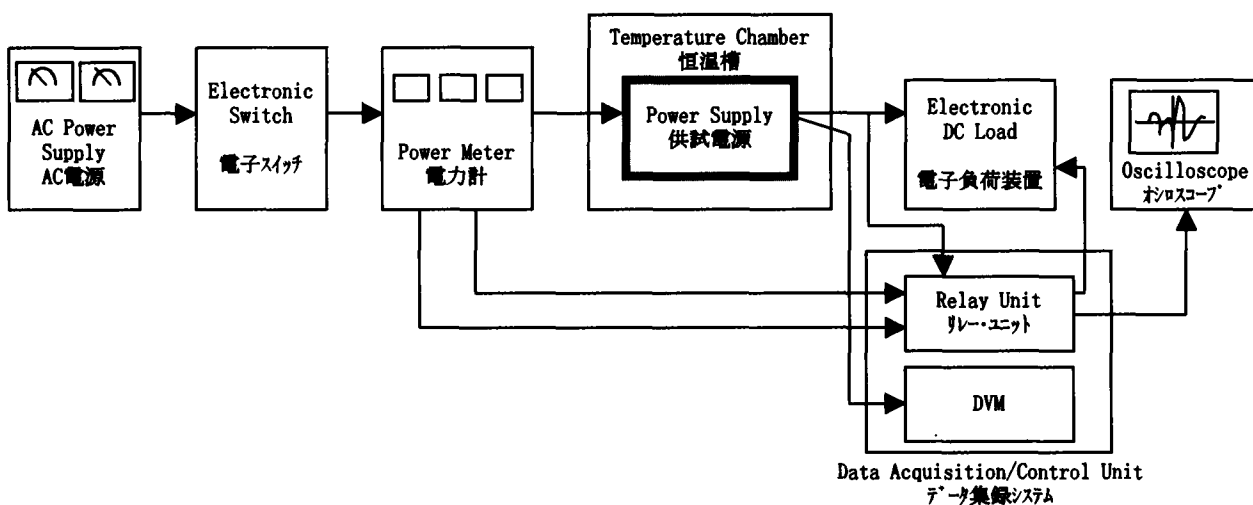 AC Power
Supply
AC電源
Electronic
Switch
電子スイッチ
Power Meter
電力計
Temperature Chamber
恒温槽
Power Supply
供試電源
Electronic
DC Load
電子負荷装置
Oscilloscope
オシロスコープ
Relay Unit
リレー・ユニット
DVM
Data Acquisition/Control Unit
データ集録システム